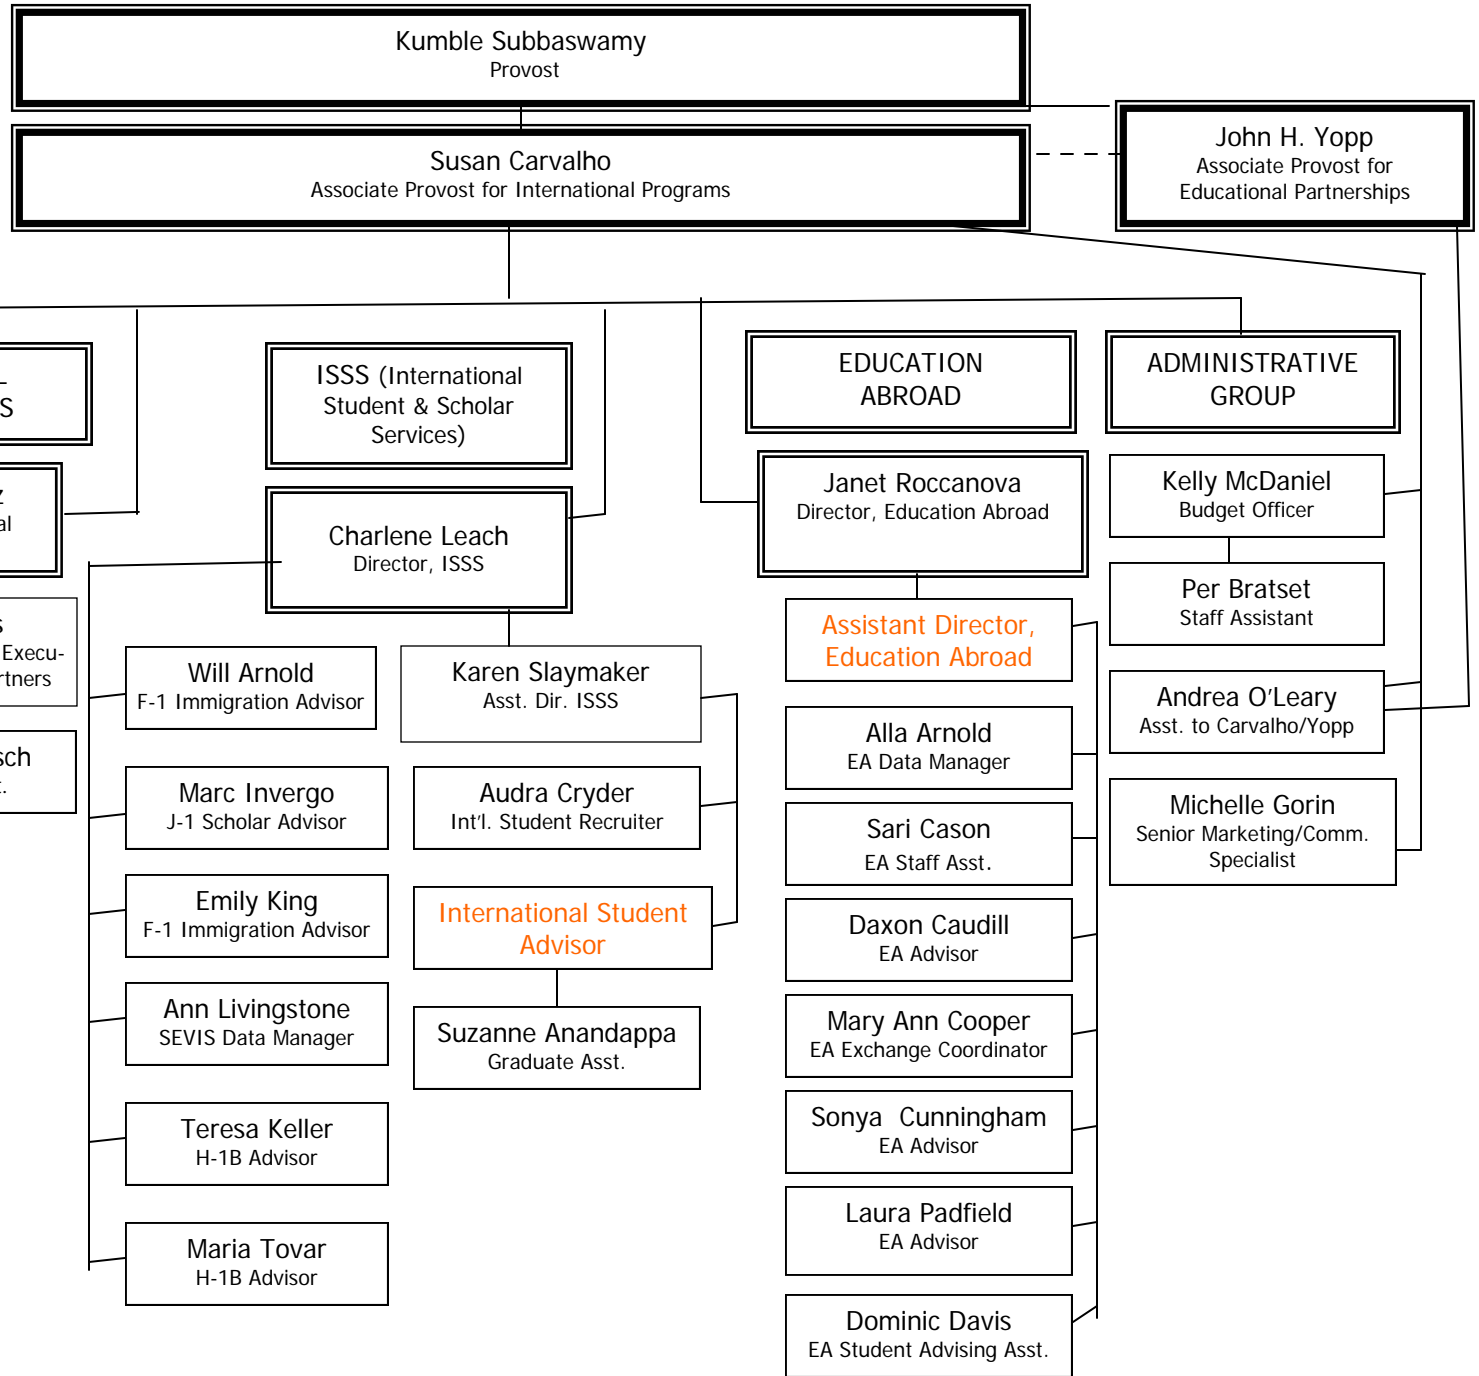 Kumble Subbaswamy
Provost
Susan Carvalho
Associate Provost for International Programs
John H. Yopp
Associate Provost for
Educational Partnerships
S
ISSS (International
Student & Scholar
Services)
EDUCATION
ABROAD
ADMINISTRATIVE
GROUP
z
al
Charlene Leach
Director, ISSS
Janet Roccanova
Director, Education Abroad
Kelly McDaniel
Budget Officer
Per Bratset
Staff Assistant
s
Execu-
rtners
sch
t.
Will Arnold
F-1 Immigration Advisor
Marc Invergo
J-1 Scholar Advisor
Emily King
F-1 Immigration Advisor
Ann Livingstone
SEVIS Data Manager
Teresa Keller
H-1B Advisor
Maria Tovar
H-1B Advisor
Karen Slaymaker
Asst. Dir. ISSS
Audra Cryder
Int'l. Student Recruiter
International Student
Advisor
Suzanne Anandappa
Graduate Asst.
Assistant Director,
Education Abroad
Alla Arnold
EA Data Manager
Sari Cason
EA Staff Asst.
Daxon Caudill
EA Advisor
Mary Ann Cooper
EA Exchange Coordinator
Sonya  Cunningham
EA Advisor
Laura Padfield
EA Advisor
Dominic Davis
EA Student Advising Asst.
Andrea O'Leary
Asst. to Carvalho/Yopp
Michelle Gorin
Senior Marketing/Comm.
Specialist